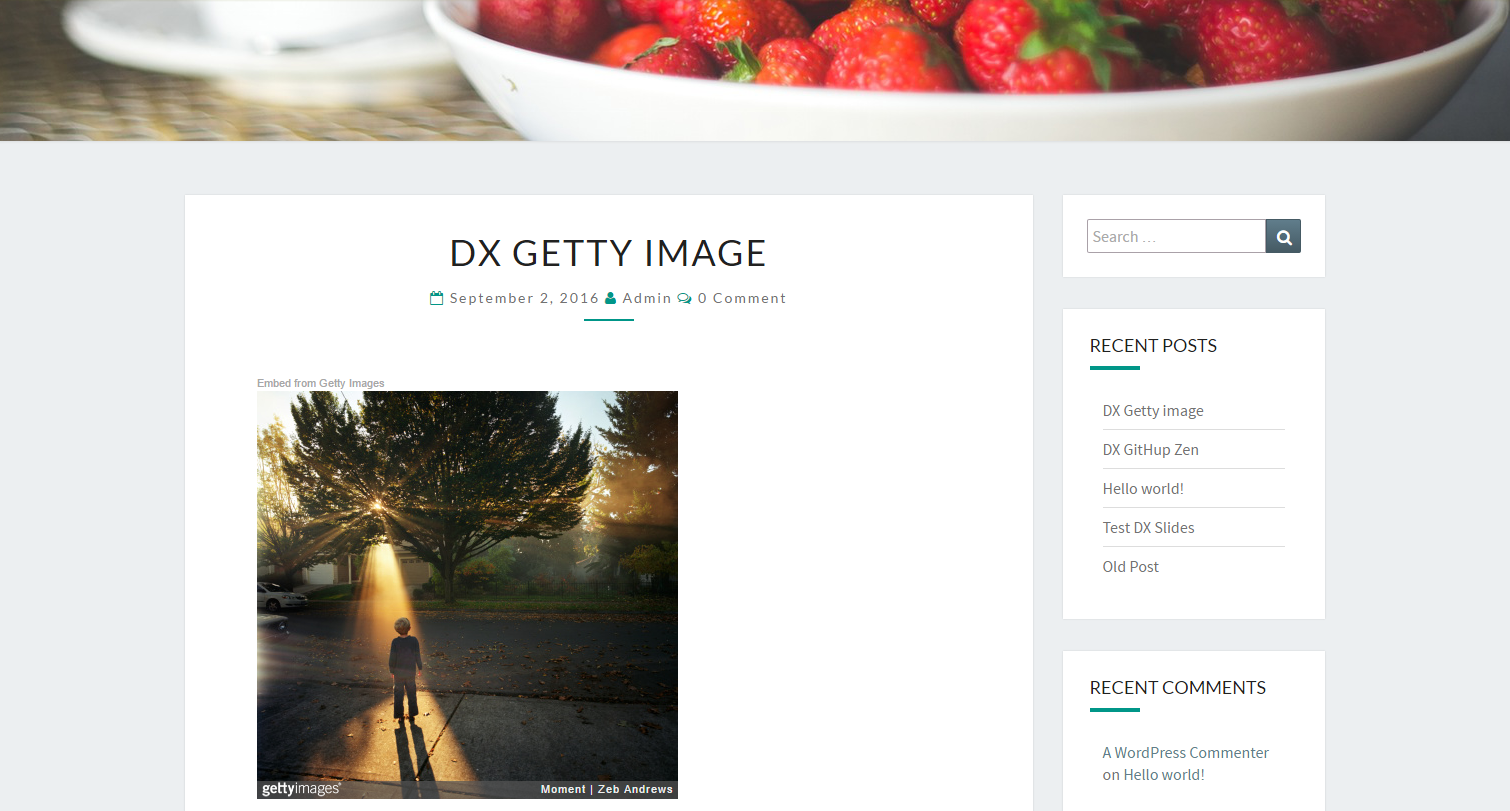 DX GETTY IMAGE
September 2, 2016 Admin 0 Comment
Embed from Getty Images
gettyimages®
Moment | Zeb Andrews
Search …
RECENT POSTS
DX Getty image
DX GitHup Zen
Hello world!
Test DX Slides
Old Post
RECENT COMMENTS
A WordPress Commenter
on Hello world!